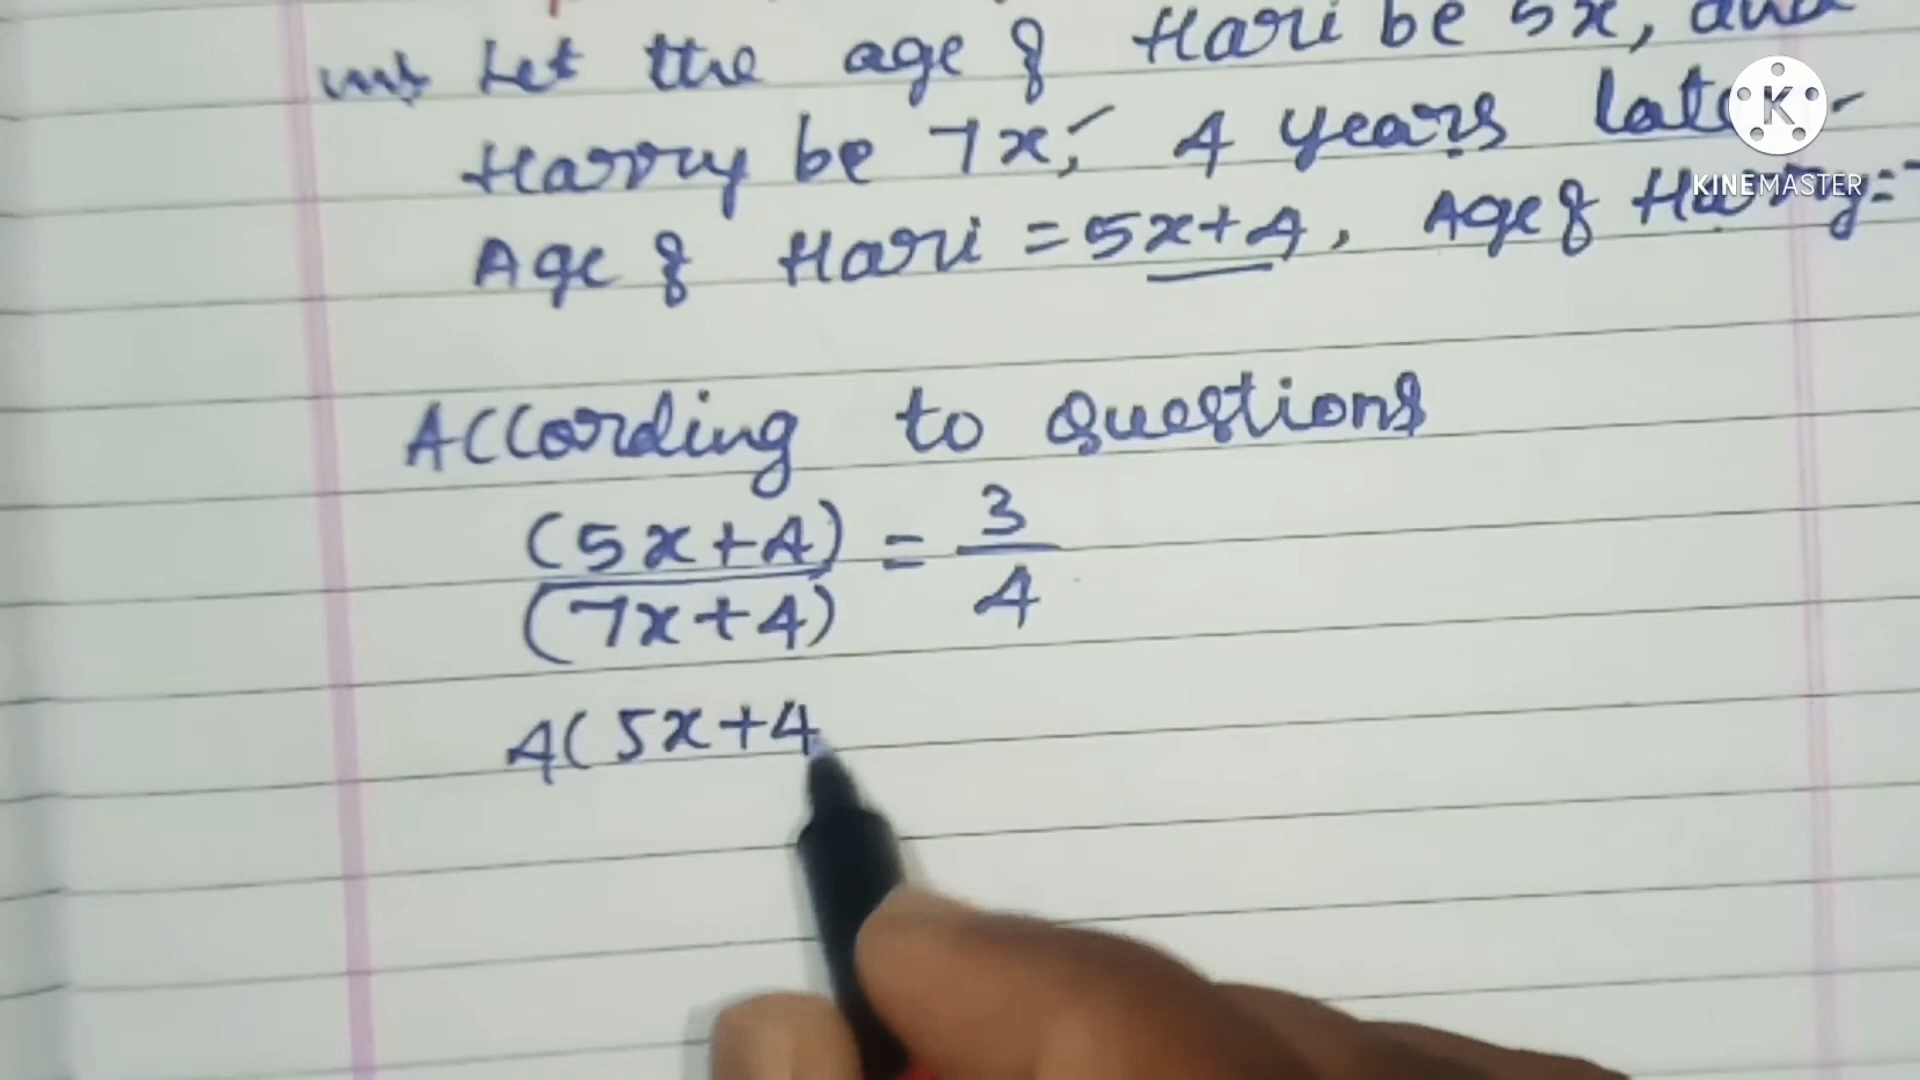 Let the age of Hari be 5x, and
Harry be 7x, 4 years later
Age of Hari = 5x+4, Age of Harry =
According to Questions
(5x+4) = 3
(7x+4) 4
4(5x+4
K
KINEMASTER